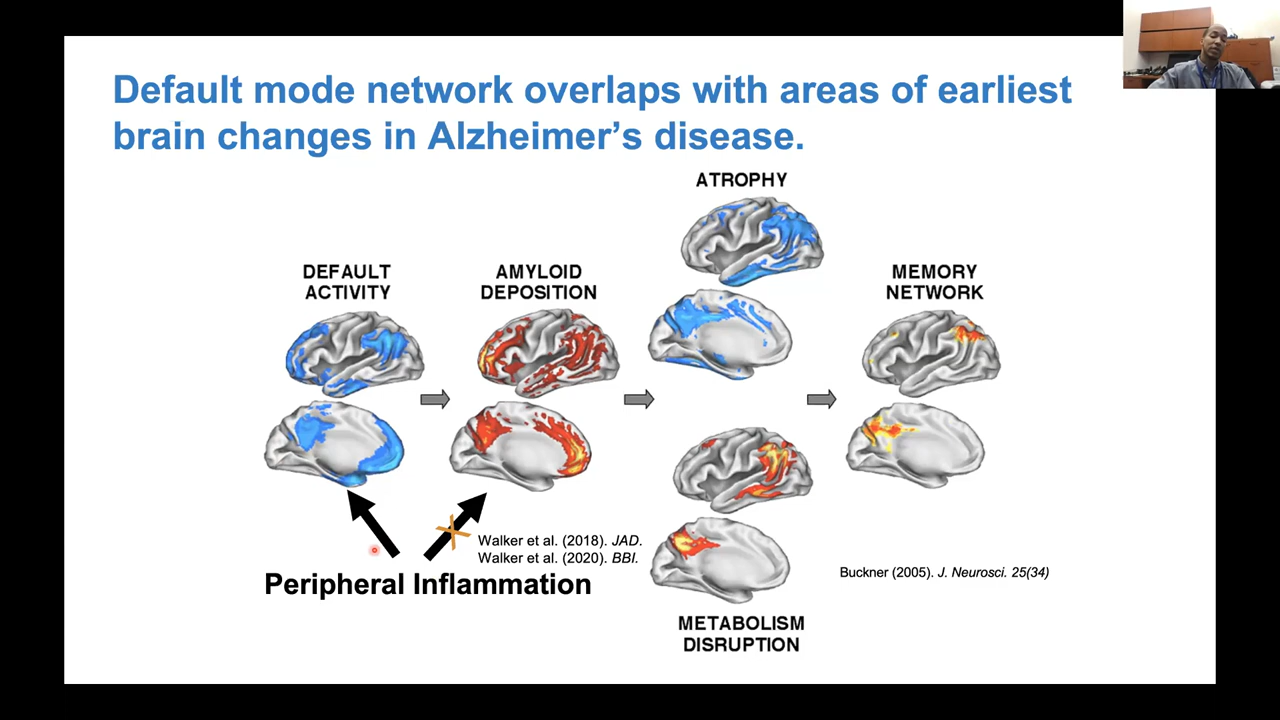 Default mode network overlaps with areas of earliest
brain changes in Alzheimer’s disease.
ATROPHY
DEFAULT
ACTIVITY
AMYLOID
DEPOSITION
MEMORY
NETWORK
Walker et al. (2018). JAD.
Walker et al. (2020). BBI.
Peripheral Inflammation
Buckner (2005). J. Neurosci. 25(34)
METABOLISM
DISRUPTION